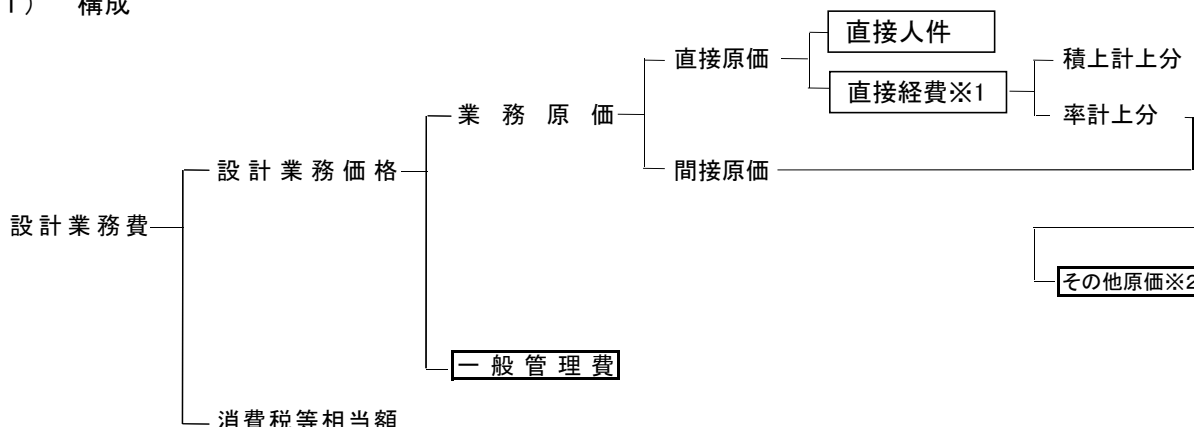 1） 構成
直接人件
直接原価
積上計上分
直接経費※1
業務原価
率計上分
設計業務価格
間接原価
設計業務費
その他原価※2
一般管理費
消費税等相当額